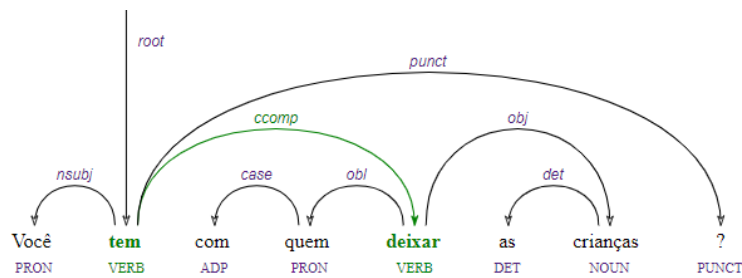 root
punct
ccomp obj
nsubj case obl det
Você tem com quem deixar as crianças ?
PRON VERB ADP PRON VERB DET NOUN PUNCT